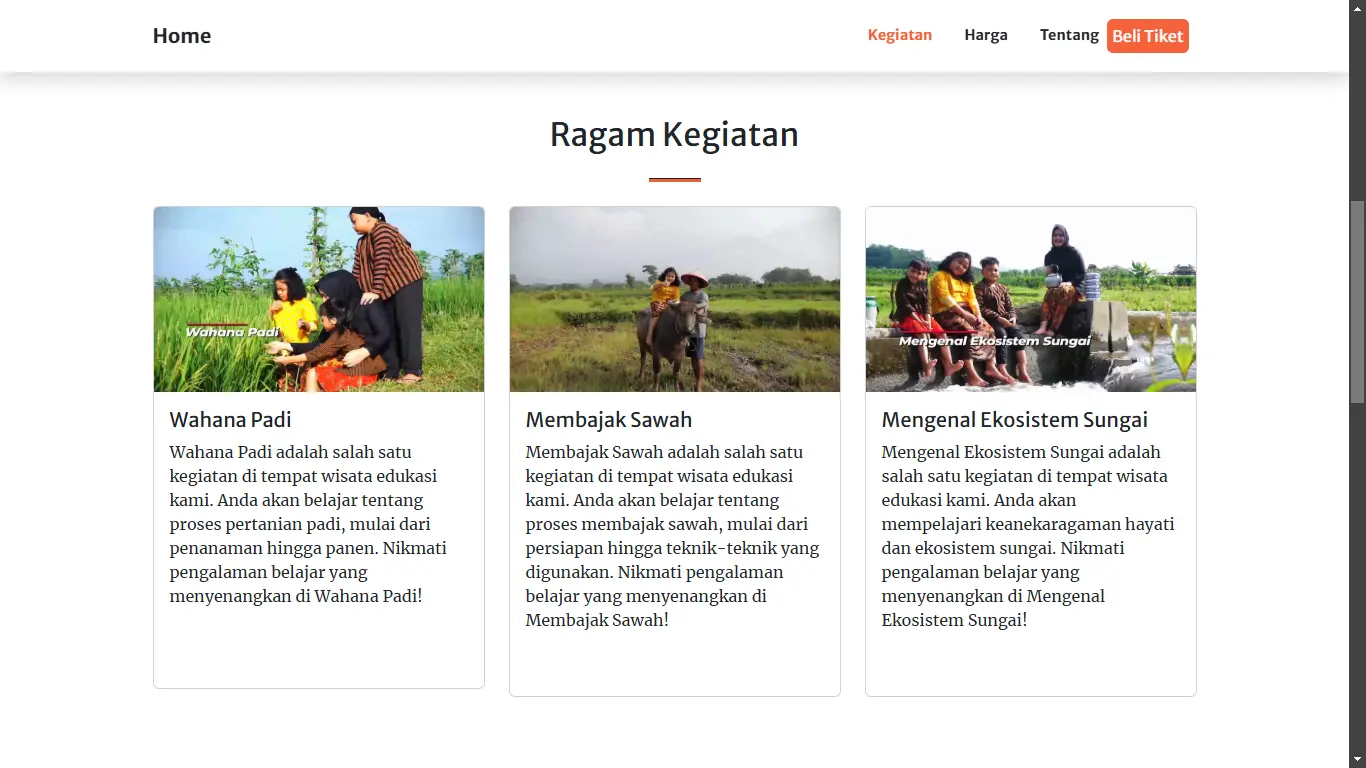 Home
Kegiatan
Harga
Tentang
Beli Tiket
Ragam Kegiatan
Wahana Padi
Wahana Padi
Wahana Padi adalah salah satu
kegiatan di tempat wisata edukasi
kami. Anda akan belajar tentang
proses pertanian padi, mulai dari
penanaman hingga panen. Nikmati
pengalaman belajar yang
menyenangkan di Wahana Padi!
Membajak Sawah
Membajak Sawah adalah salah satu
kegiatan di tempat wisata edukasi
kami. Anda akan belajar tentang
proses membajak sawah, mulai dari
persiapan hingga teknik-teknik yang
digunakan. Nikmati pengalaman
belajar yang menyenangkan di
Membajak Sawah!
Mengenal Ekosistem Sungai
Mengenal Ekosistem Sungai
Mengenal Ekosistem Sungai adalah
salah satu kegiatan di tempat wisata
edukasi kami. Anda akan
mempelajari keanekaragaman hayati
dan ekosistem sungai. Nikmati
pengalaman belajar yang
menyenangkan di Mengenal
Ekosistem Sungai!